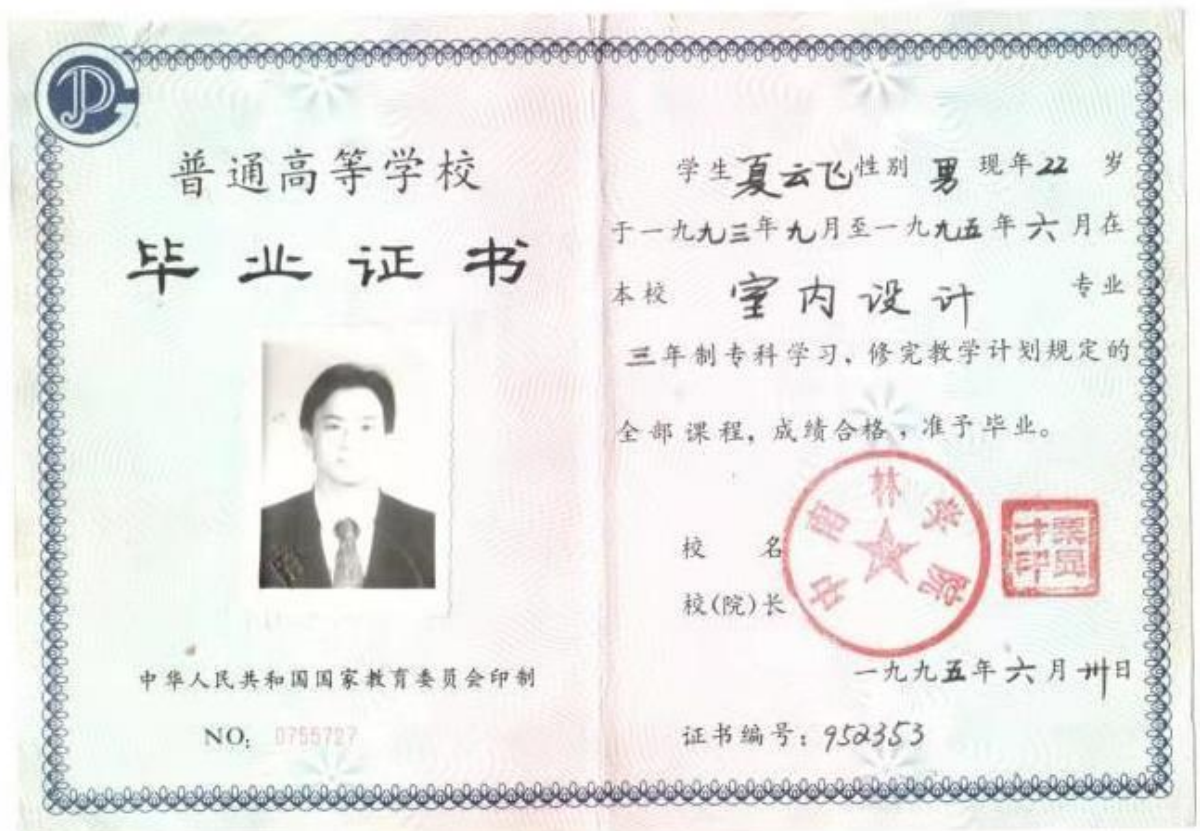 普通高等学校
毕业证书
中华人民共和国国家教育委员会印制
NO: 0755727
学生夏云飞性别 男 现年22 岁
于一九九三年九月至一九九五年六月在
本校 室内设计 专业
三年制专科学习，修完教学计划规定的
全部课程，成绩合格，准予毕业。
中南林学院
校 名
校(院)长
一九九五年六月卅日
证书编号：952353